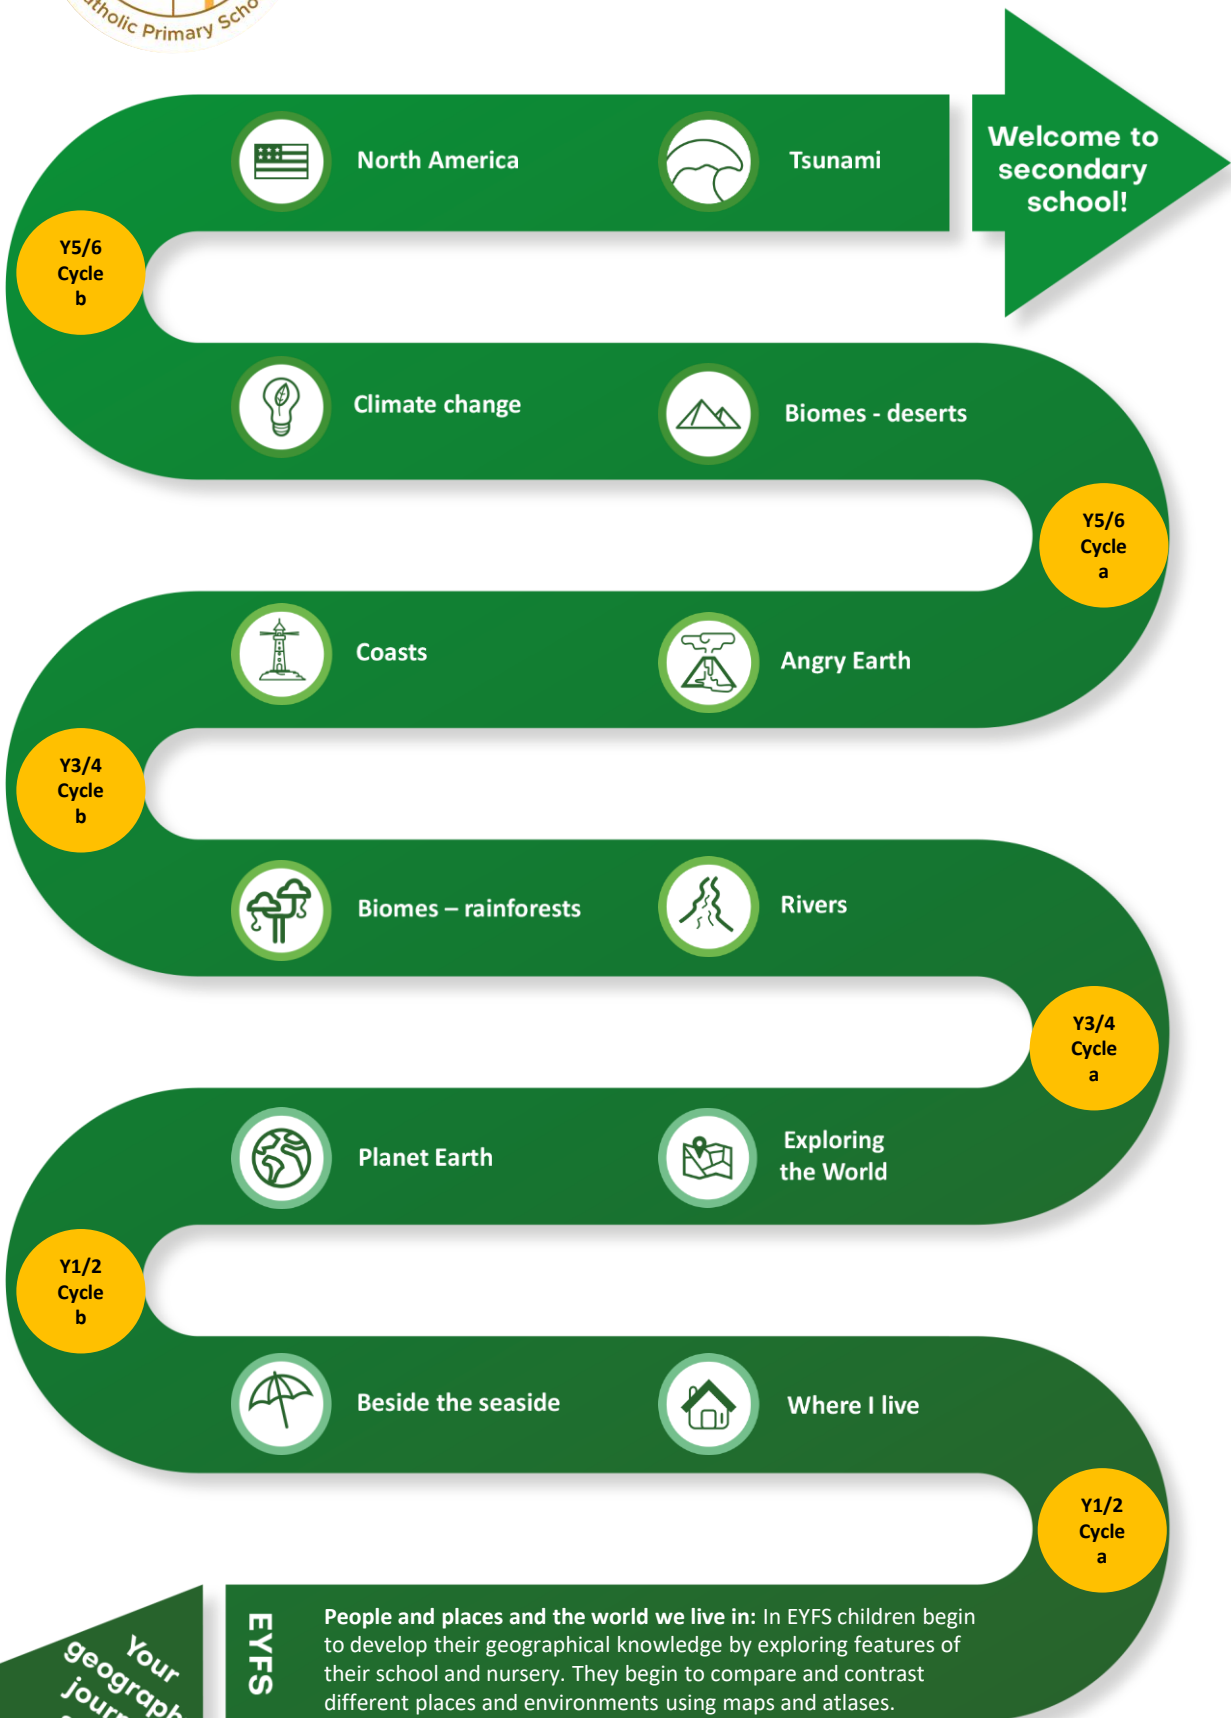 Primary
North America
Tsunami
Welcome to
secondary
school!
Y5/6
Cycle
b
Climate change
Biomes - deserts
Y5/6
Cycle
a
Coasts
Angry Earth
Y3/4
Cycle
b
Biomes – rainforests
Rivers
Y3/4
Cycle
a
Planet Earth
Exploring
the World
Y1/2
Cycle
b
Beside the seaside
Where I live
Y1/2
Cycle
a
EYFS
People and places and the world we live in: In EYFS children begin
to develop their geographical knowledge by exploring features of
their school and nursery. They begin to compare and contrast
different places and environments using maps and atlases.
Your